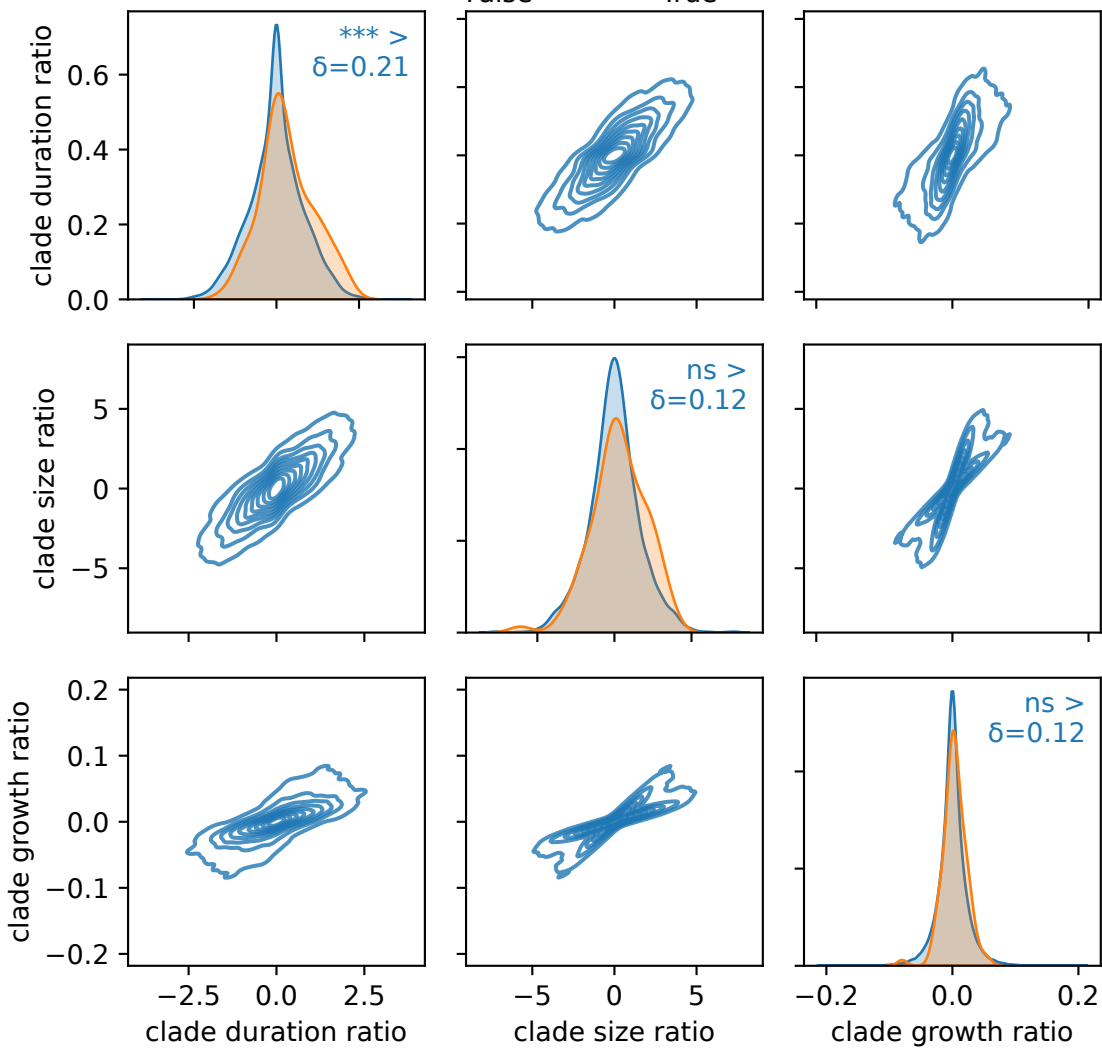 clade duration ratio
0.6
0.4
0.2
0.0
*** >
δ=0.21
clade size ratio
5
0
−5
ns >
δ=0.12
clade growth ratio
0.2
0.1
0.0
−0.1
−0.2
ns >
δ=0.12
−2.5 0.0 2.5
clade duration ratio
−5 0 5
clade size ratio
−0.2 0.0 0.2
clade growth ratio